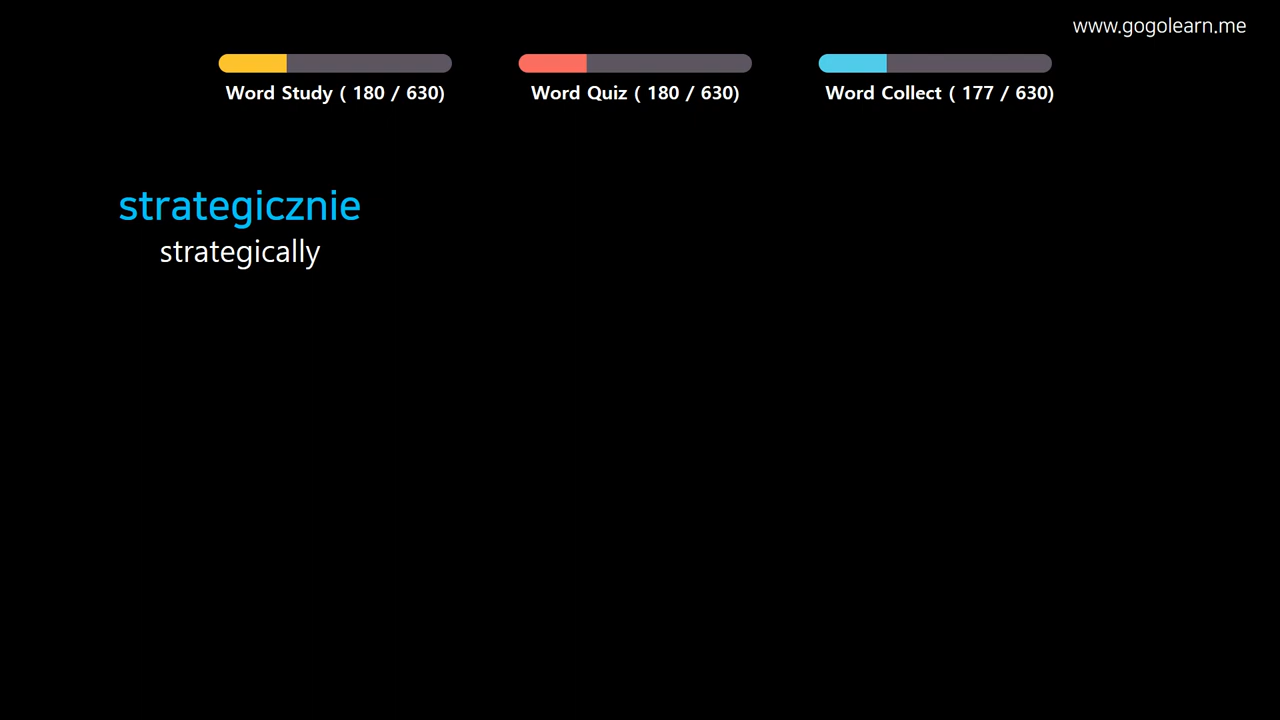 www.gogolearn.me
Word Study ( 180 / 630)
Word Quiz ( 180 / 630)
Word Collect ( 177 / 630)
strategicznie
strategically